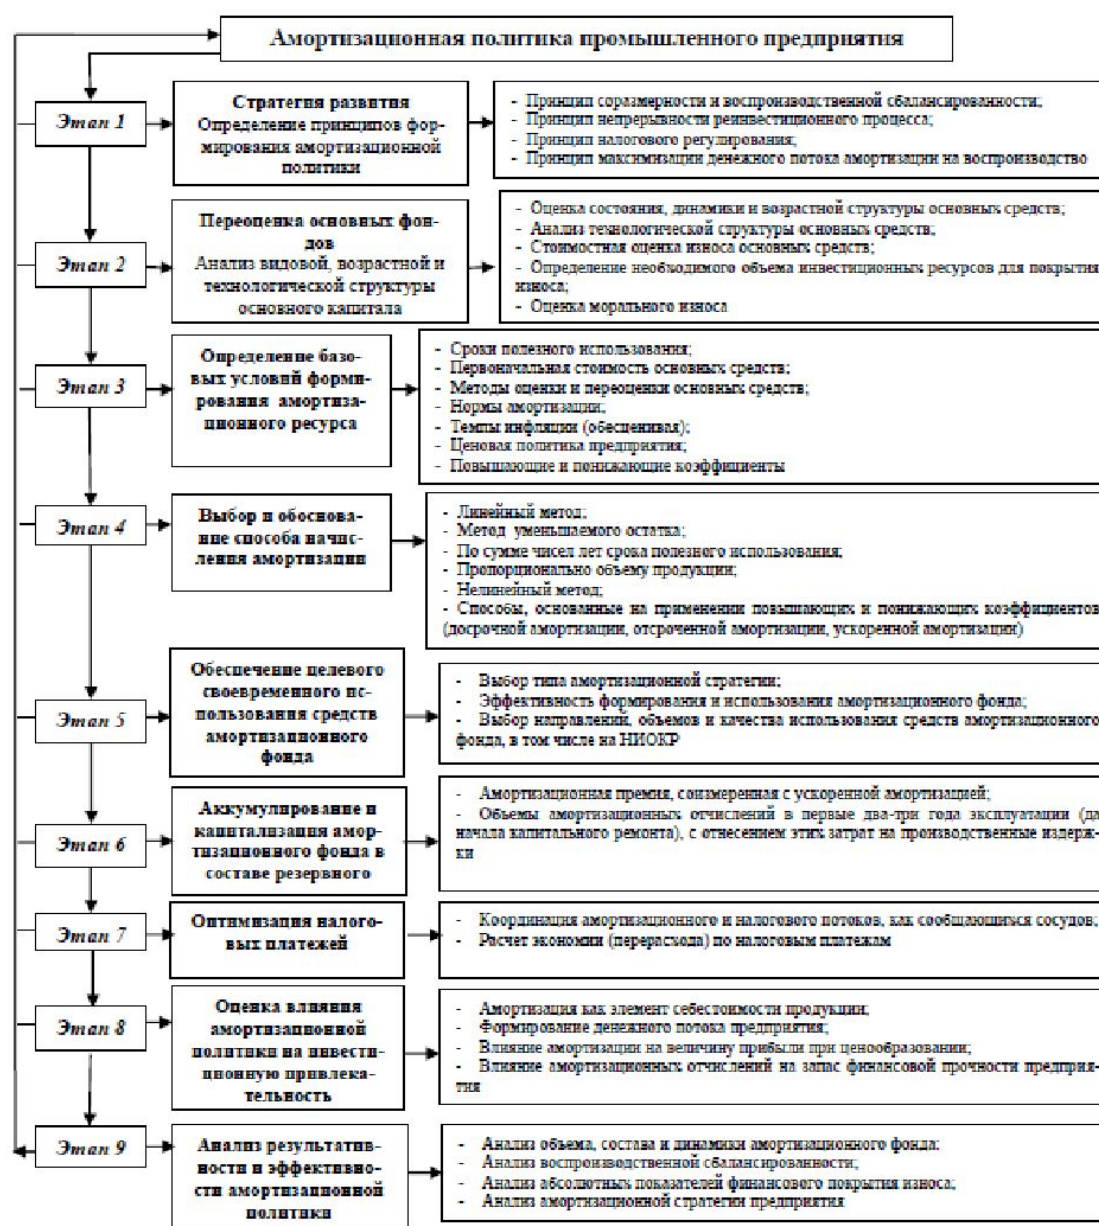 Амортизационная политика промышленного предприятия
Этап 1
Стратегия развития
Определение принципов фор-
мирования амортизационной
политики
- Принцип соразмерности и воспроизводственной сбалансированности;
- Принцип непрерывности реинвестиционного процесса;
- Принцип налогового регулирования;
- Принцип максимизации денежного потока амортизации на воспроизводство
Этап 2
Переоценка основных фон-
дов
Анализ видовой, возрастной и
технологической структуры
основного капитала
- Оценка состояния, динамики и возрастной структуры основных средств;
- Анализ технологической структуры основных средств;
- Стоимостная оценка износа основных средств;
- Определение необходимого объема инвестиционных ресурсов для покрытия
износа;
- Оценка морального износа
Этап 3
Определение базо-
вых условий форми-
рования амортиза-
ционного ресурса
- Сроки полезного использования;
- Первоначальная стоимость основных средств;
- Методы оценки и переоценки основных средств;
- Нормы амортизации;
- Темпы инфляции (обесценивая);
- Ценовая политика предприятия;
- Повышающие и понижающие коэффициенты
Этап 4
Выбор и обоснова-
ние способа начис-
ления амортизации
- Линейный метод;
- Метод уменьшаемого остатка;
- По сумме чисел лет срока полезного использования;
- Пропорционально объему продукции;
- Нелинейный метод;
- Способы, основанные на применении повышающих и понижающих коэффициентов
(досрочной амортизации, отсроченной амортизации, ускоренной амортизации)
Этап 5
Обеспечение целевого
своевременного ис-
пользования средств
амортизационного
фонда
- Выбор типа амортизационной стратегии;
- Эффективность формирования и использования амортизационного фонда;
- Выбор направлений, объемов и качества использования средств амортизационного
фонда, в том числе на НИОКР
Этап 6
Аккумулирование и
капитализация амор-
тизационного фонда в
составе резервного
- Амортизационная премия, соизмеренная с ускоренной амортизацией;
- Объемы амортизационных отчислений в первые два-три года эксплуатации (да
начала капитального ремонта), с отнесением этих затрат на производственные издерж-
ки
Этап 7
Оптимизация налого-
вых платежей
- Координация амортизационного и налогового потоков, как сообщающихся сосудов;
- Расчет экономии (перерасхода) по налоговым платежам
Этап 8
Оценка влияния
амортизационной
политики на инвести-
ционную привлека-
тельность
- Амортизация как элемент себестоимости продукции;
- Формирование денежного потока предприятия;
- Влияние амортизации на величину прибыли при ценообразовании;
- Влияние амортизационных отчислений на запас финансовой прочности предприя-
тия
Этап 9
Анализ результатив-
ности и эффективно-
сти амортизационной
политики
- Анализ объема, состава и динамики амортизационного фонда;
- Анализ воспроизводственной сбалансированности;
- Анализ абсолютных показателей финансового покрытия износа;
- Анализ амортизационной стратегии предприятия